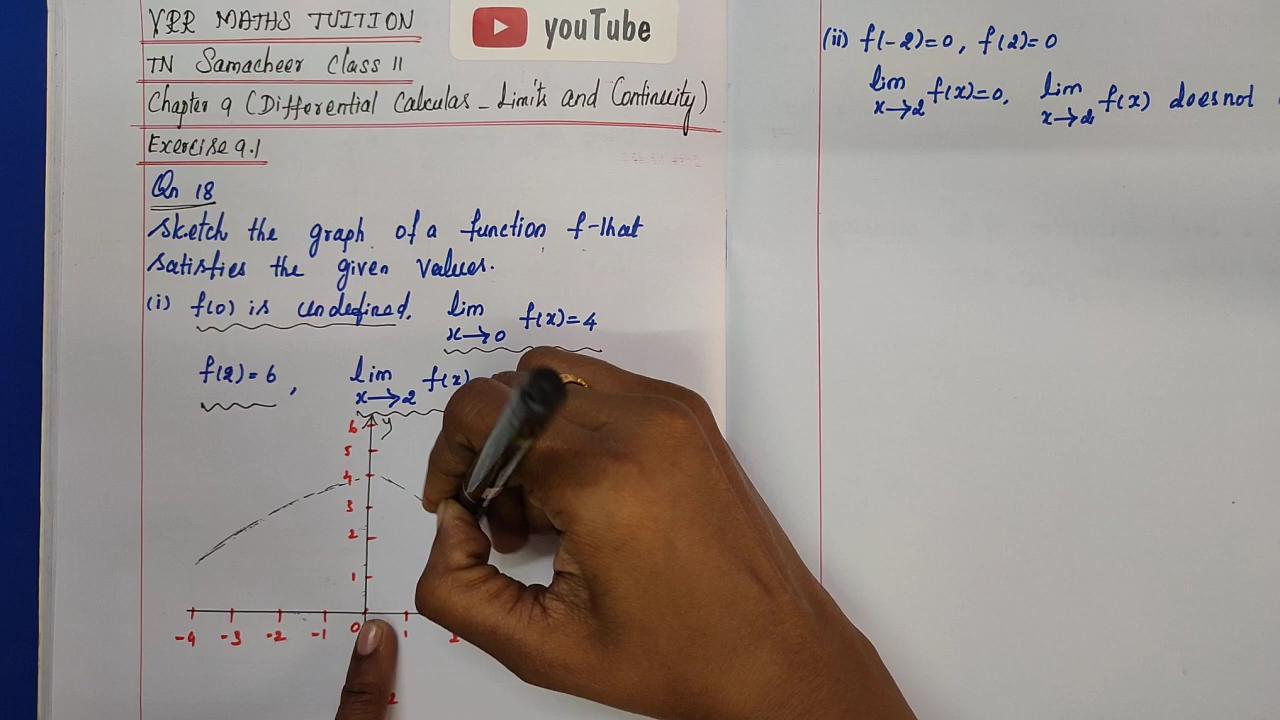 VRR MATHS TUITION
youTube
TN Samacheer Class 11
Chapter 9 (Differential Calculas - Limits and Continuity)
Exercise 9.1
Qn 18
Sketch the graph of a function f that
satisfies the given values.
(i) f(0) is undefined. lim x→0 f(x)=4
f(2)=6, lim x→2 f(x)
6 y
5
4
3
2
1
-4 -3 -2 -1 0 1 2
(ii) f(-2)=0, f(2)=0
lim x→2 f(x)=0. lim x→2 f(x) doesnot